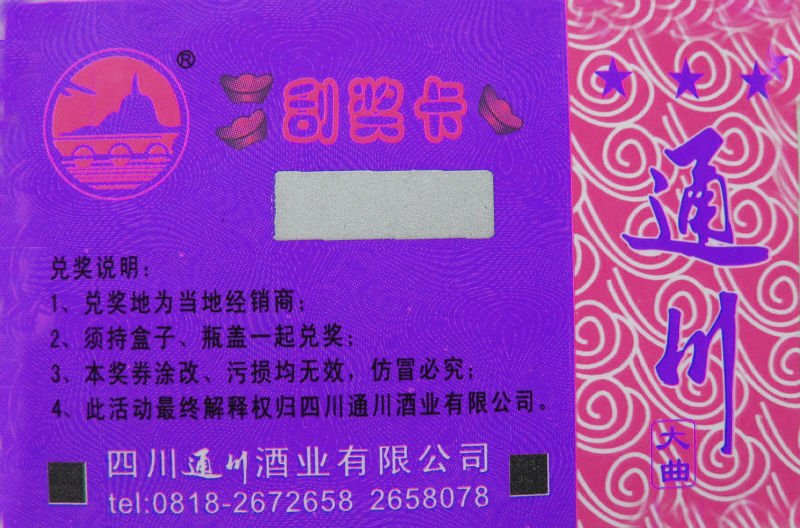 ®
刮奖卡
兑奖说明：
1、兑奖地为当地经销商；
2、须持盒子、瓶盖一起兑奖；
3、本奖券涂改、污损均无效，仿冒必究；
4、此活动最终解释权归四川通川酒业有限公司。
四川通川酒业有限公司
tel:0818-2672658 2658078
通川
大曲